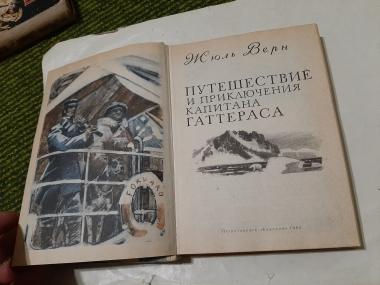 Жюль Верн
ПУТЕШЕСТВИЕ
И ПРИКЛЮЧЕНИЯ
КАПИТАНА
ГАТТЕРАСА